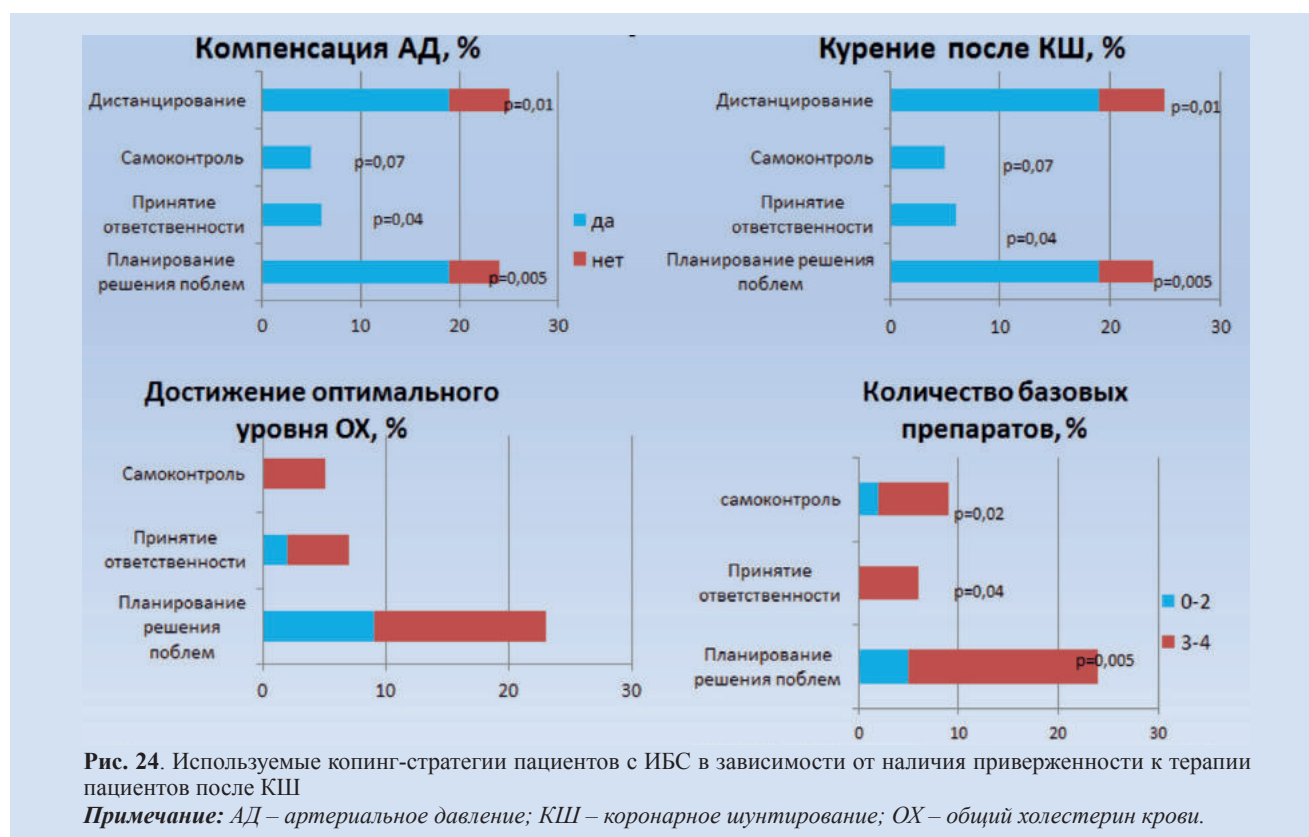 Компенсация АД, %
Дистанцирование
p=0,01
Самоконтроль
p=0,07
Принятие
ответственности
p=0,04
Планирование
решения поблем
p=0,005
0 10 20 30
да
нет
Курение после КШ, %
Дистанцирование
p=0,01
Самоконтроль
p=0,07
Принятие
ответственности
p=0,04
Планирование решения
поблем
p=0,005
0 10 20 30
Достижение оптимального
уровня ОХ, %
Самоконтроль
Принятие
ответственности
Планирование
решения
поблем
0 10 20 30
Количество базовых
препаратов, %
самоконтроль
p=0,02
Принятие
ответственности
p=0,04
Планирование
решения поблем
p=0,005
0 10 20 30
0-2
3-4
Рис. 24. Используемые копинг-стратегии пациентов с ИБС в зависимости от наличия приверженности к терапии
пациентов после КШ
Примечание: АД – артериальное давление; КШ – коронарное шунтирование; ОХ – общий холестерин крови.